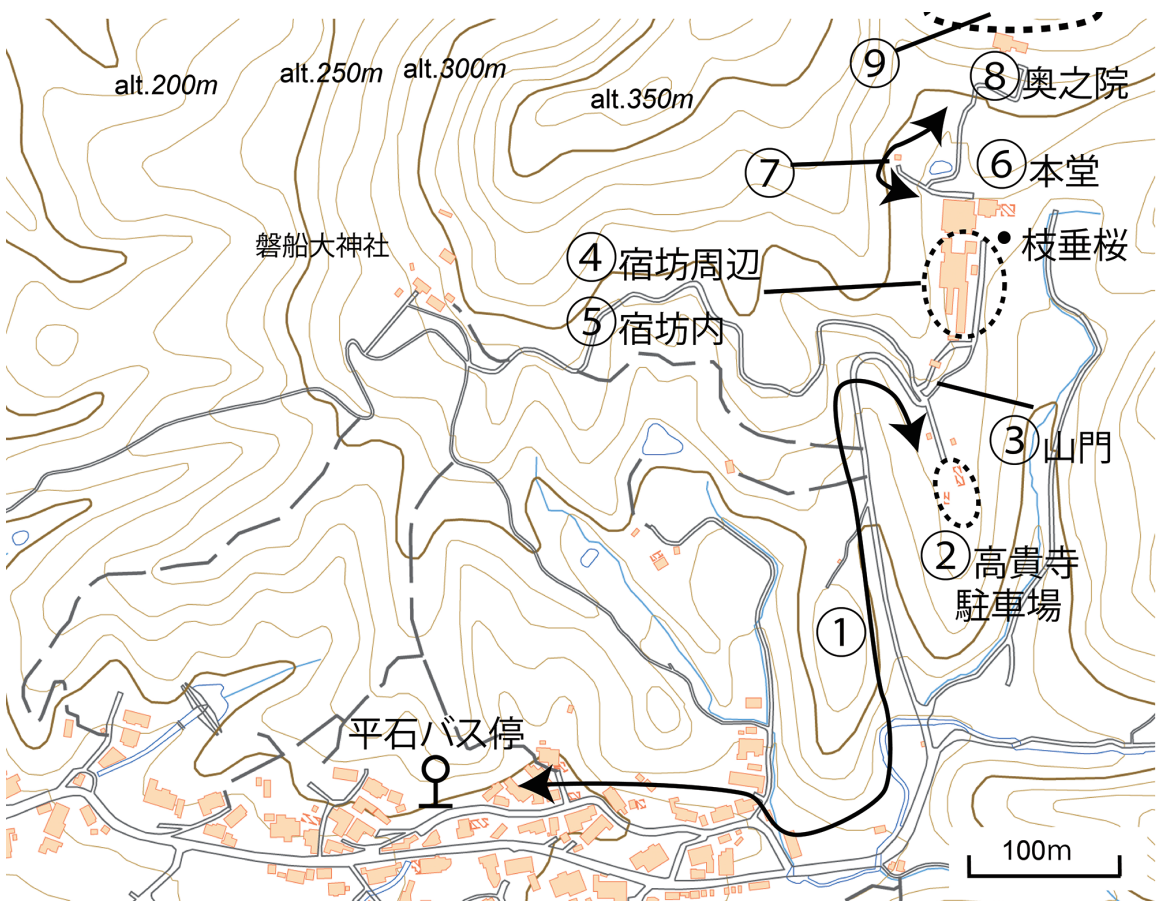 alt.200m
alt.250m
alt.300m
alt.350m
⑨
⑧奥之院
⑦
⑥本堂
磐船大神社
④宿坊周辺
枝垂桜
⑤宿坊内
③山門
②高貴寺
駐車場
①
平石バス停
100m